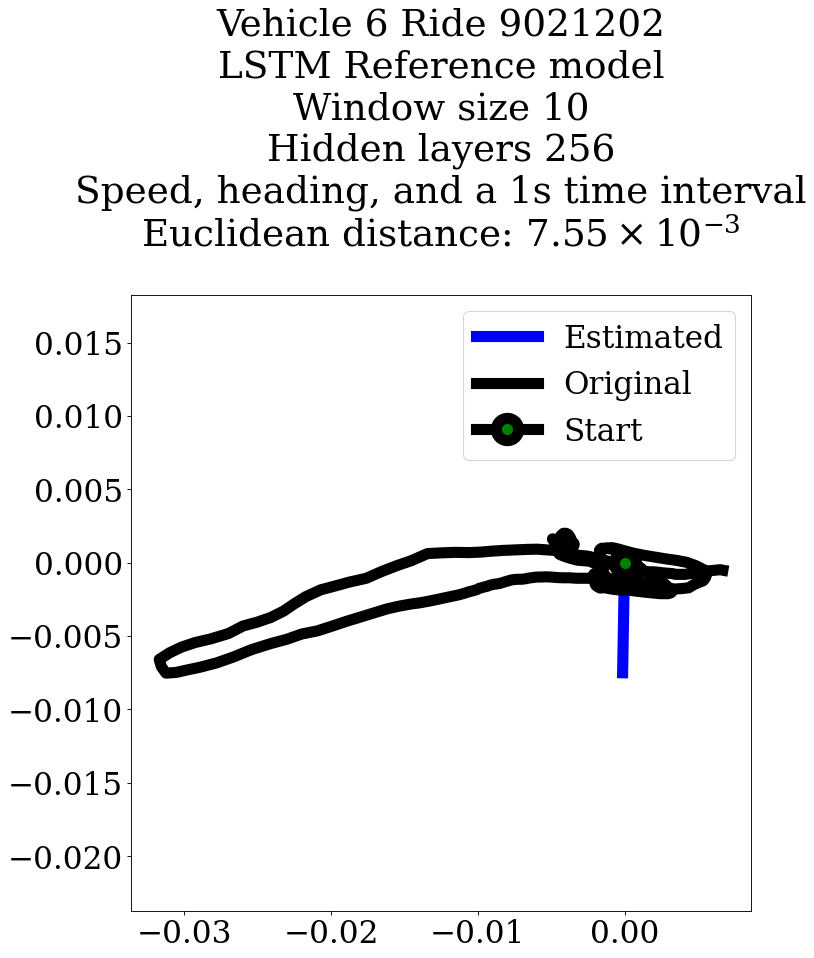 Vehicle 6 Ride 9021202
LSTM Reference model
Window size 10
Hidden layers 256
Speed, heading, and a 1s time interval
Euclidean distance: 7.55 × 10⁻³
Estimated
Original
Start
0.015
0.010
0.005
0.000
−0.005
−0.010
−0.015
−0.020
−0.03 −0.02 −0.01 0.00